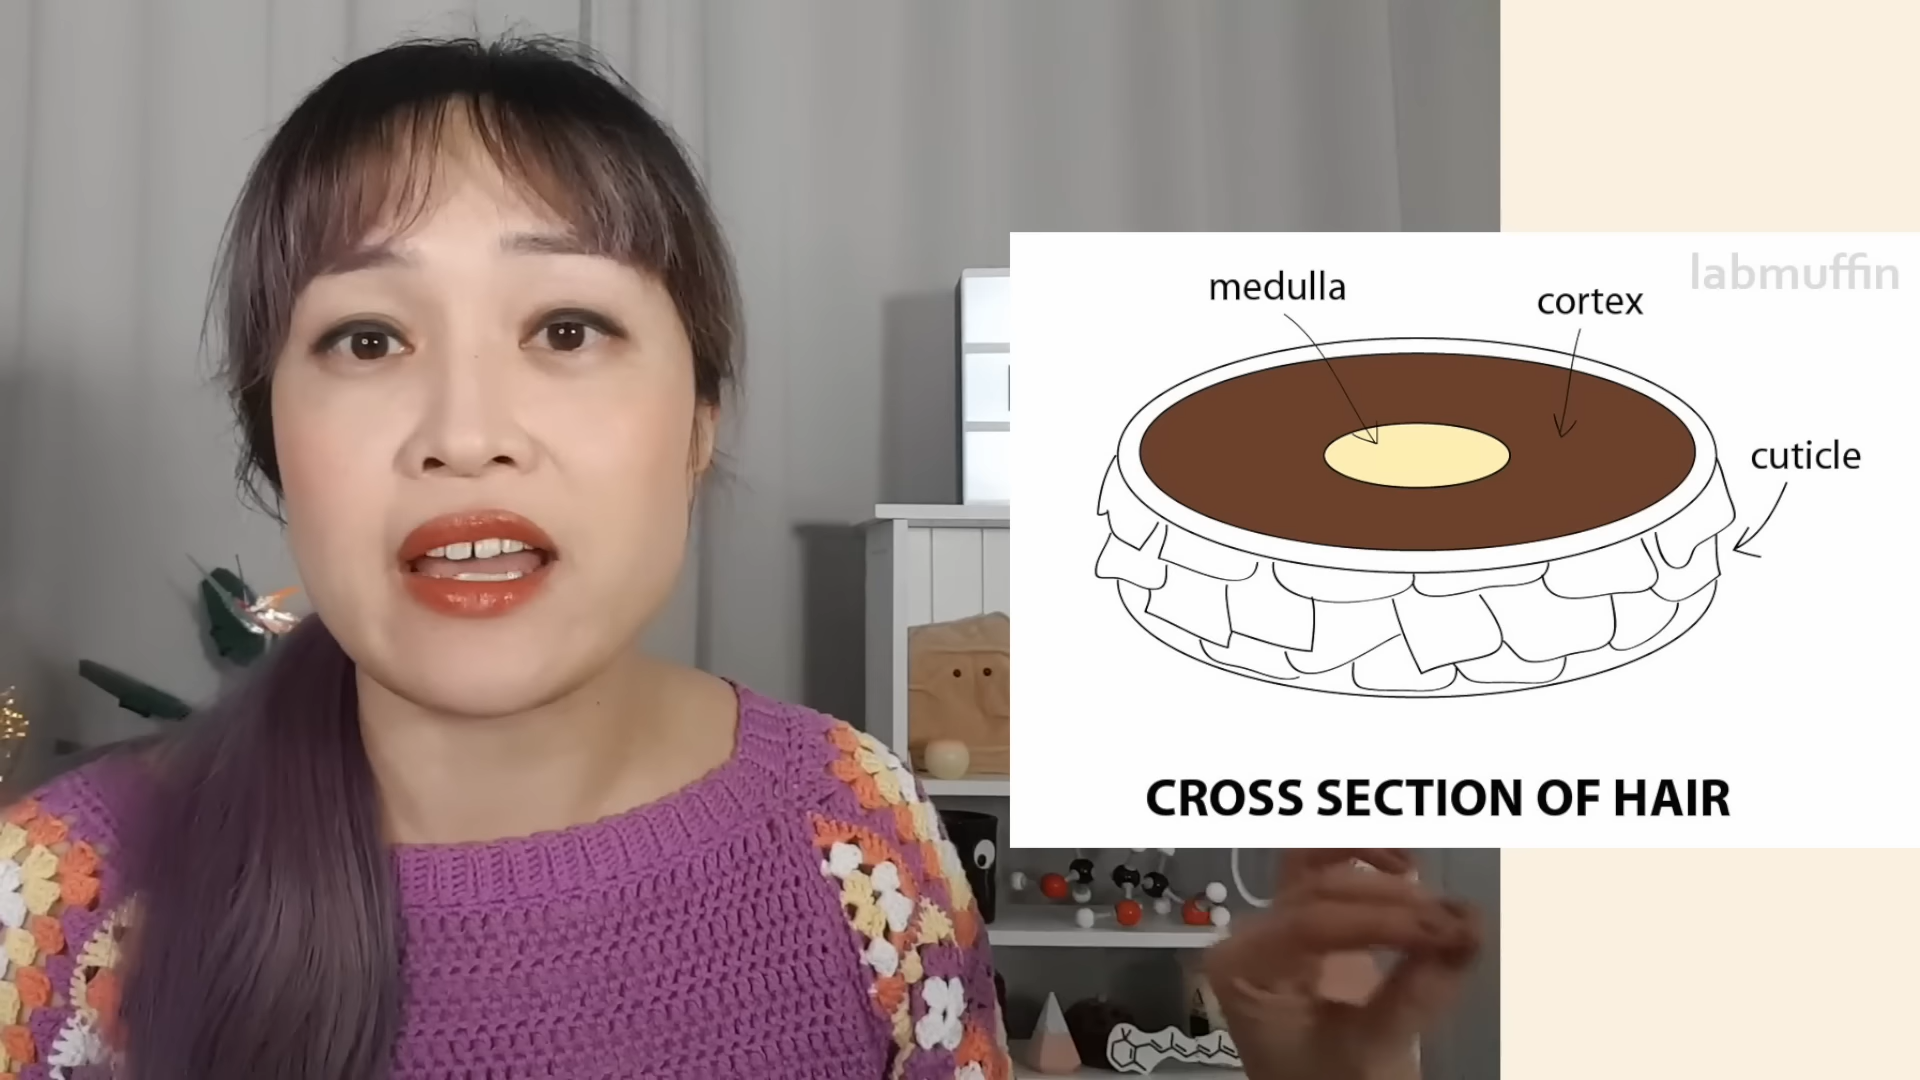 labmuffin
medulla
cortex
cuticle
CROSS SECTION OF HAIR